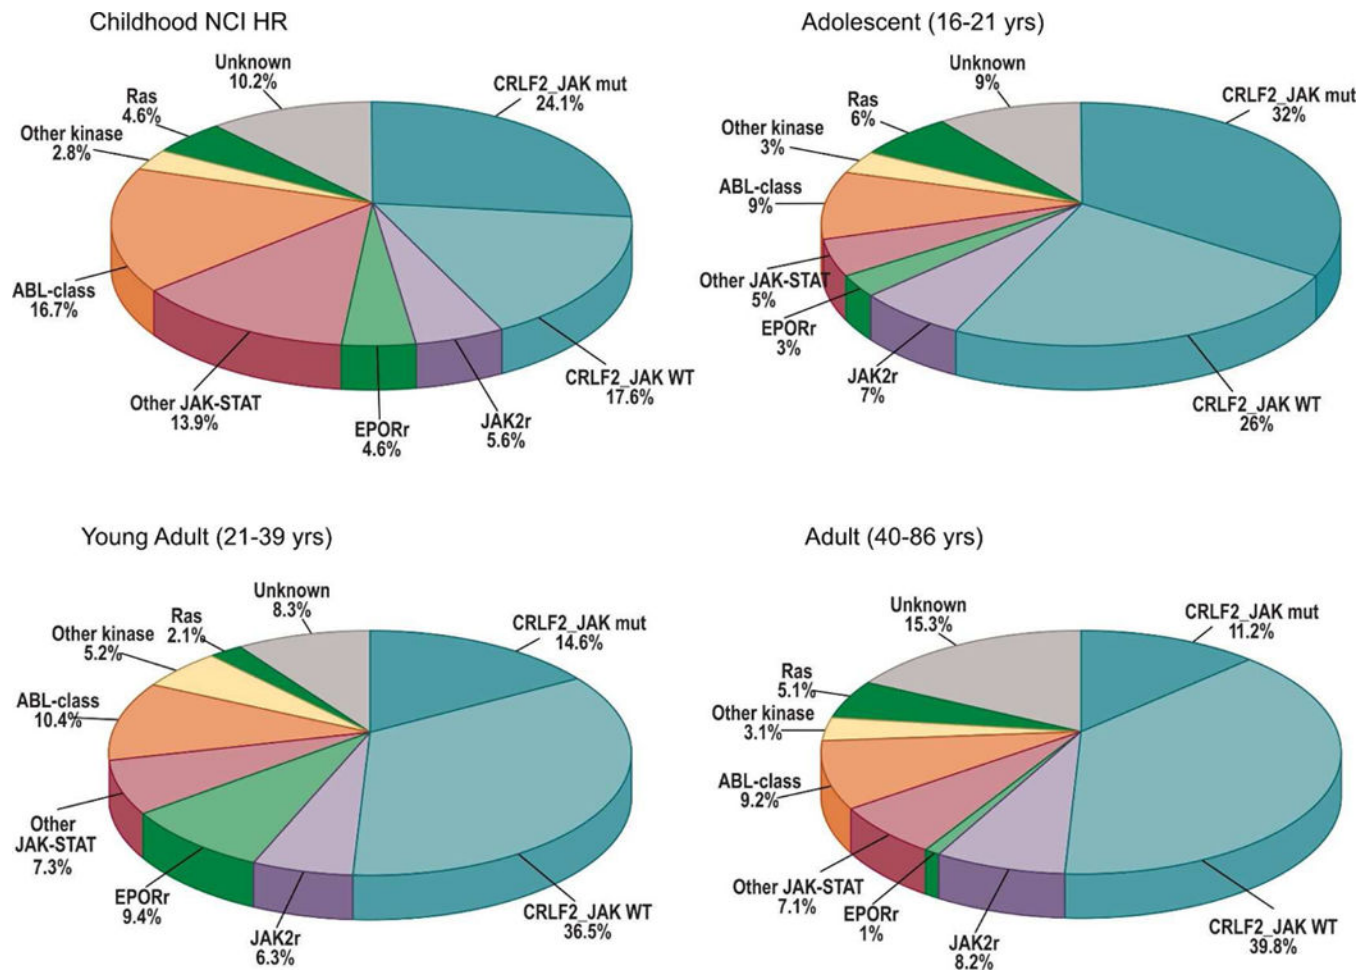 Childhood NCI HR
Unknown
10.2%
CRLF2_JAK mut
24.1%
Ras
4.6%
Other kinase
2.8%
ABL-class
16.7%
Other JAK-STAT
13.9%
EPORr
4.6%
JAK2r
5.6%
CRLF2_JAK WT
17.6%
Adolescent (16-21 yrs)
Unknown
9%
CRLF2_JAK mut
32%
Ras
6%
Other kinase
3%
ABL-class
9%
Other JAK-STAT
5%
EPORr
3%
JAK2r
7%
CRLF2_JAK WT
26%
Young Adult (21-39 yrs)
Unknown
8.3%
CRLF2_JAK mut
14.6%
Ras
2.1%
Other kinase
5.2%
ABL-class
10.4%
Other
JAK-STAT
7.3%
EPORr
9.4%
JAK2r
6.3%
CRLF2_JAK WT
36.5%
Adult (40-86 yrs)
Unknown
15.3%
CRLF2_JAK mut
11.2%
Ras
5.1%
Other kinase
3.1%
ABL-class
9.2%
Other JAK-STAT
7.1%
EPORr
1%
JAK2r
8.2%
CRLF2_JAK WT
39.8%